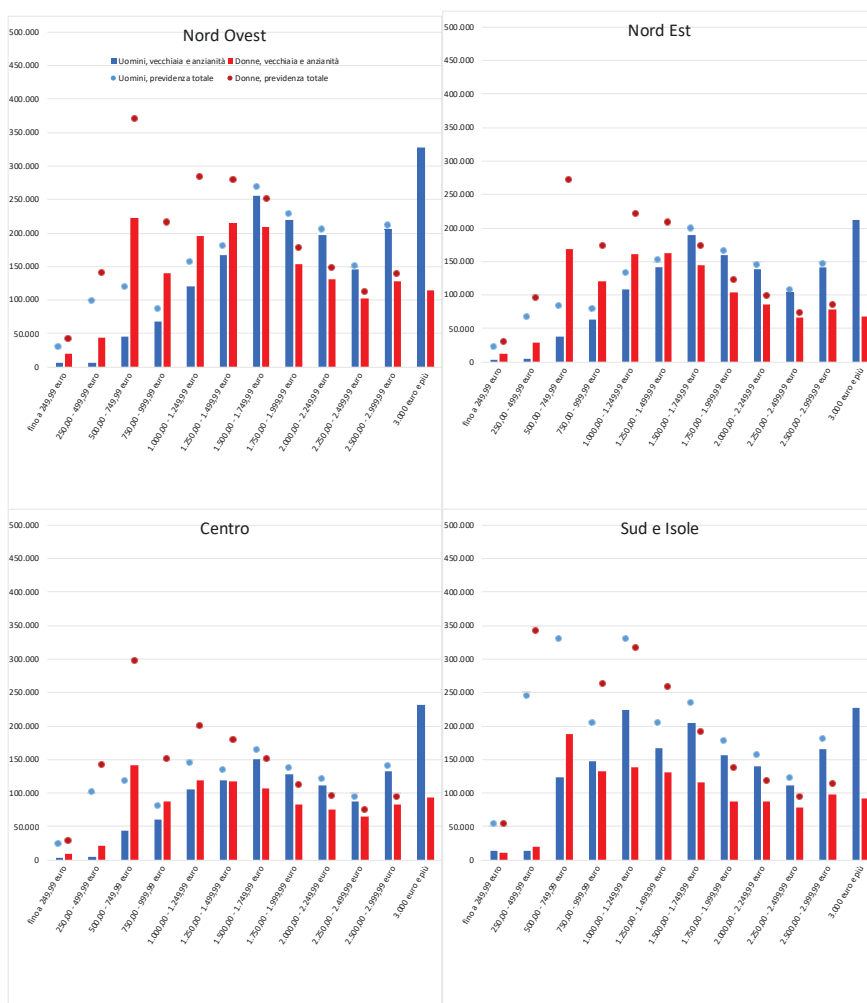 Nord Ovest
Uomini, vecchiaia e anzianità
Donne, vecchiaia e anzianità
Uomini, previdenza totale
Donne, previdenza totale
500.000
450.000
400.000
350.000
300.000
250.000
200.000
150.000
100.000
50.000
0
fino a 249,99 euro
250,00 - 499,99 euro
500,00 - 749,99 euro
750,00 - 999,99 euro
1.000,00 - 1.249,99 euro
1.250,00 - 1.499,99 euro
1.500,00 - 1.749,99 euro
1.750,00 - 1.999,99 euro
2.000,00 - 2.249,99 euro
2.250,00 - 2.499,99 euro
2.500,00 - 2.999,99 euro
3.000 euro e più
Nord Est
500.000
450.000
400.000
350.000
300.000
250.000
200.000
150.000
100.000
50.000
0
fino a 249,99 euro
250,00 - 499,99 euro
500,00 - 749,99 euro
750,00 - 999,99 euro
1.000,00 - 1.249,99 euro
1.250,00 - 1.499,99 euro
1.500,00 - 1.749,99 euro
1.750,00 - 1.999,99 euro
2.000,00 - 2.249,99 euro
2.250,00 - 2.499,99 euro
2.500,00 - 2.999,99 euro
3.000 euro e più
Centro
500.000
450.000
400.000
350.000
300.000
250.000
200.000
150.000
100.000
50.000
0
fino a 249,99 euro
250,00 - 499,99 euro
500,00 - 749,99 euro
750,00 - 999,99 euro
1.000,00 - 1.249,99 euro
1.250,00 - 1.499,99 euro
1.500,00 - 1.749,99 euro
1.750,00 - 1.999,99 euro
2.000,00 - 2.249,99 euro
2.250,00 - 2.499,99 euro
2.500,00 - 2.999,99 euro
3.000 euro e più
Sud e Isole
500.000
450.000
400.000
350.000
300.000
250.000
200.000
150.000
100.000
50.000
0
fino a 249,99 euro
250,00 - 499,99 euro
500,00 - 749,99 euro
750,00 - 999,99 euro
1.000,00 - 1.249,99 euro
1.250,00 - 1.499,99 euro
1.500,00 - 1.749,99 euro
1.750,00 - 1.999,99 euro
2.000,00 - 2.249,99 euro
2.250,00 - 2.499,99 euro
2.500,00 - 2.999,99 euro
3.000 euro e più